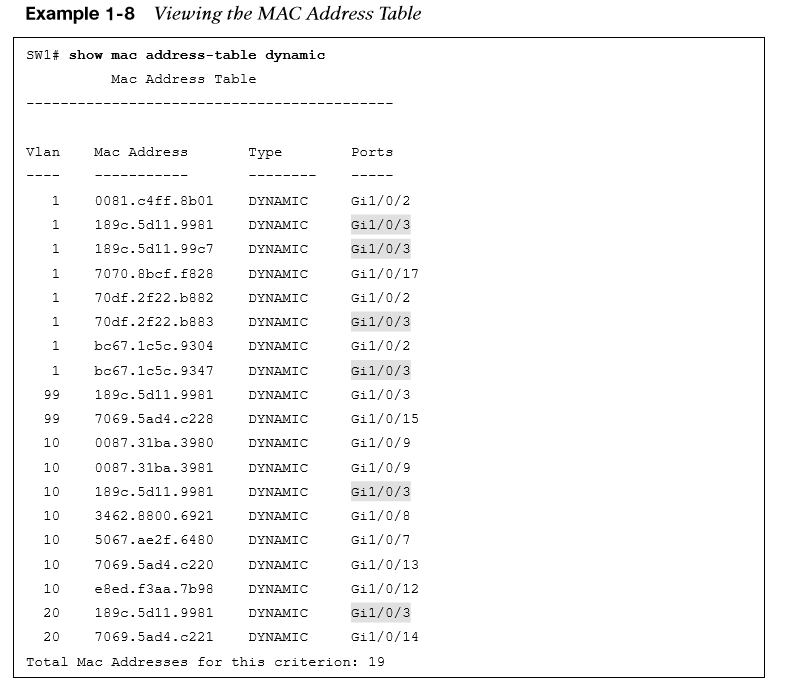 Example 1-8 Viewing the MAC Address Table
SW1# show mac address-table dynamic
Mac Address Table
-------------------------------------------
Vlan Mac Address Type Ports
---- ----------- -------- -----
1 0081.c4ff.8b01 DYNAMIC Gi1/0/2
1 189c.5d11.9981 DYNAMIC Gi1/0/3
1 189c.5d11.99c7 DYNAMIC Gi1/0/3
1 7070.8bcf.f828 DYNAMIC Gi1/0/17
1 70df.2f22.b882 DYNAMIC Gi1/0/2
1 70df.2f22.b883 DYNAMIC Gi1/0/3
1 bc67.1c5c.9304 DYNAMIC Gi1/0/2
1 bc67.1c5c.9347 DYNAMIC Gi1/0/3
99 189c.5d11.9981 DYNAMIC Gi1/0/3
99 7069.5ad4.c228 DYNAMIC Gi1/0/15
10 0087.31ba.3980 DYNAMIC Gi1/0/9
10 0087.31ba.3981 DYNAMIC Gi1/0/9
10 189c.5d11.9981 DYNAMIC Gi1/0/3
10 3462.8800.6921 DYNAMIC Gi1/0/8
10 5067.ae2f.6480 DYNAMIC Gi1/0/7
10 7069.5ad4.c220 DYNAMIC Gi1/0/13
10 e8ed.f3aa.7b98 DYNAMIC Gi1/0/12
20 189c.5d11.9981 DYNAMIC Gi1/0/3
20 7069.5ad4.c221 DYNAMIC Gi1/0/14
Total Mac Addresses for this criterion: 19